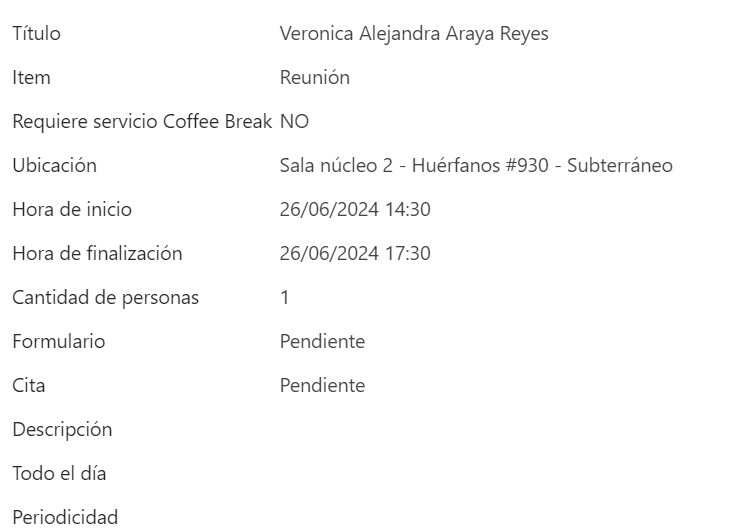 Título Veronica Alejandra Araya Reyes
Item Reunión
Requiere servicio Coffee Break NO
Ubicación Sala núcleo 2 - Huérfanos #930 - Subterráneo
Hora de inicio 26/06/2024 14:30
Hora de finalización 26/06/2024 17:30
Cantidad de personas 1
Formulario Pendiente
Cita Pendiente
Descripción
Todo el día
Periodicidad